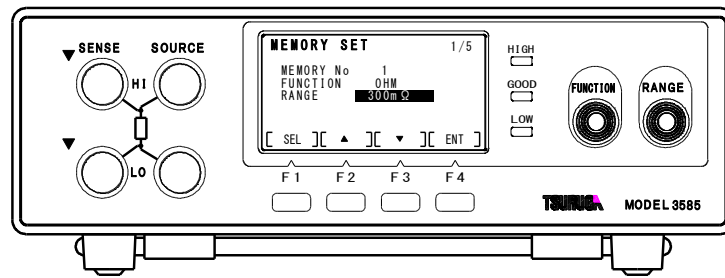 ▼ SENSE SOURCE
HI
▼
LO
MEMORY SET 1/5
MEMORY No 1
FUNCTION OHM
RANGE 300mΩ
[ SEL ][ ▲ ][ ▼ ][ ENT ]
F1 F2 F3 F4
HIGH
GOOD
LOW
FUNCTION RANGE
TSURUGA MODEL 3585